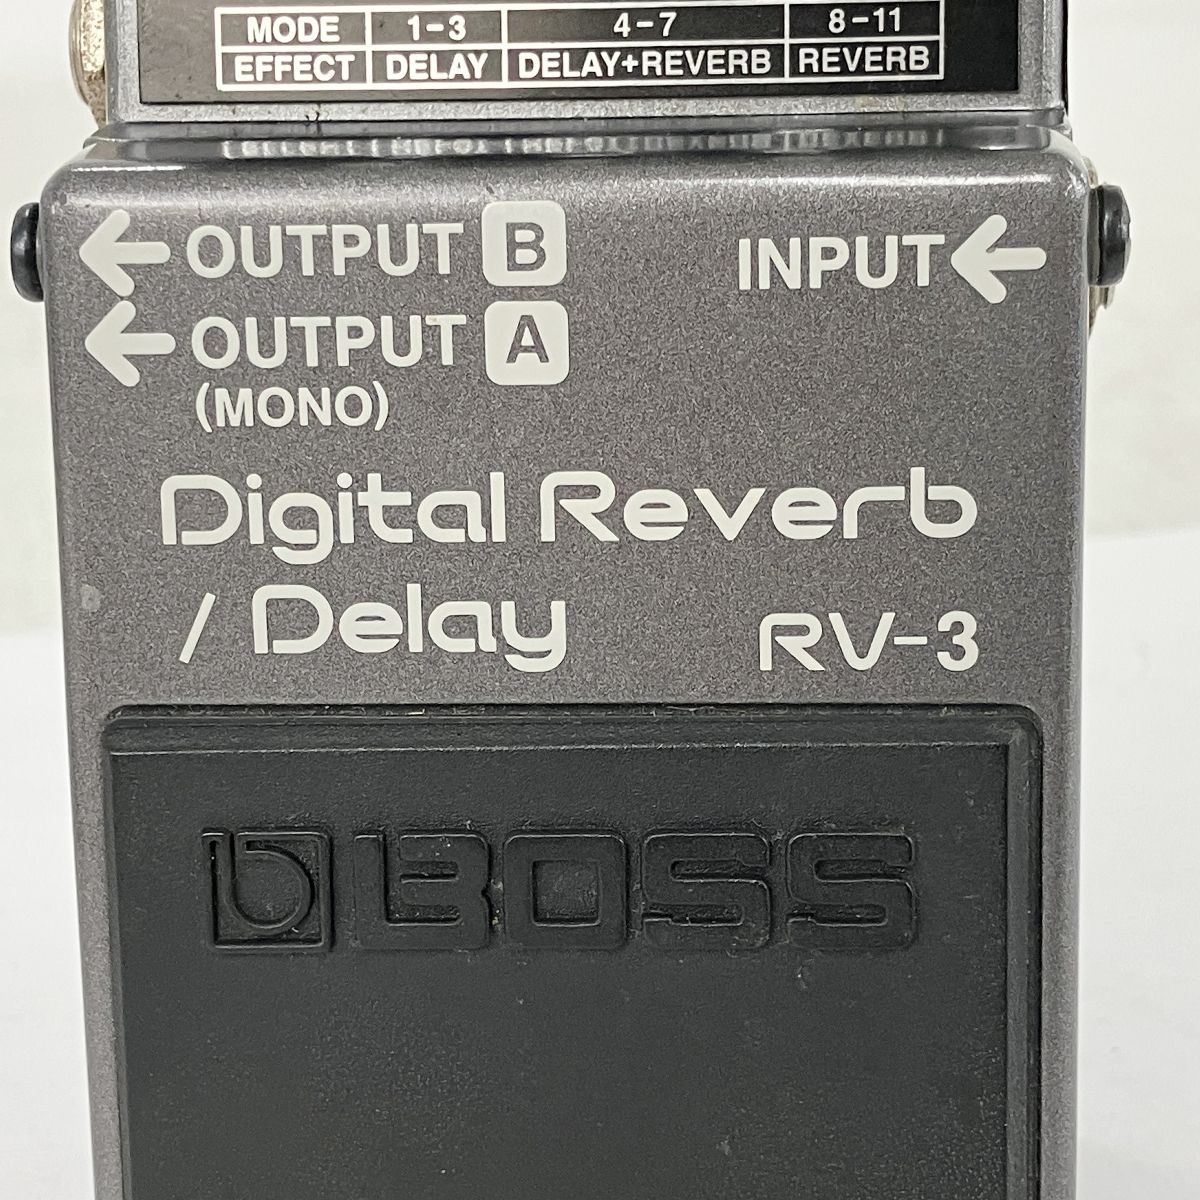 MODE 1-3 4-7 8-11
EFFECT DELAY DELAY+REVERB REVERB
←OUTPUT B
INPUT←
←OUTPUT A
(MONO)
Digital Reverb
/ Delay RV-3
b BOSS